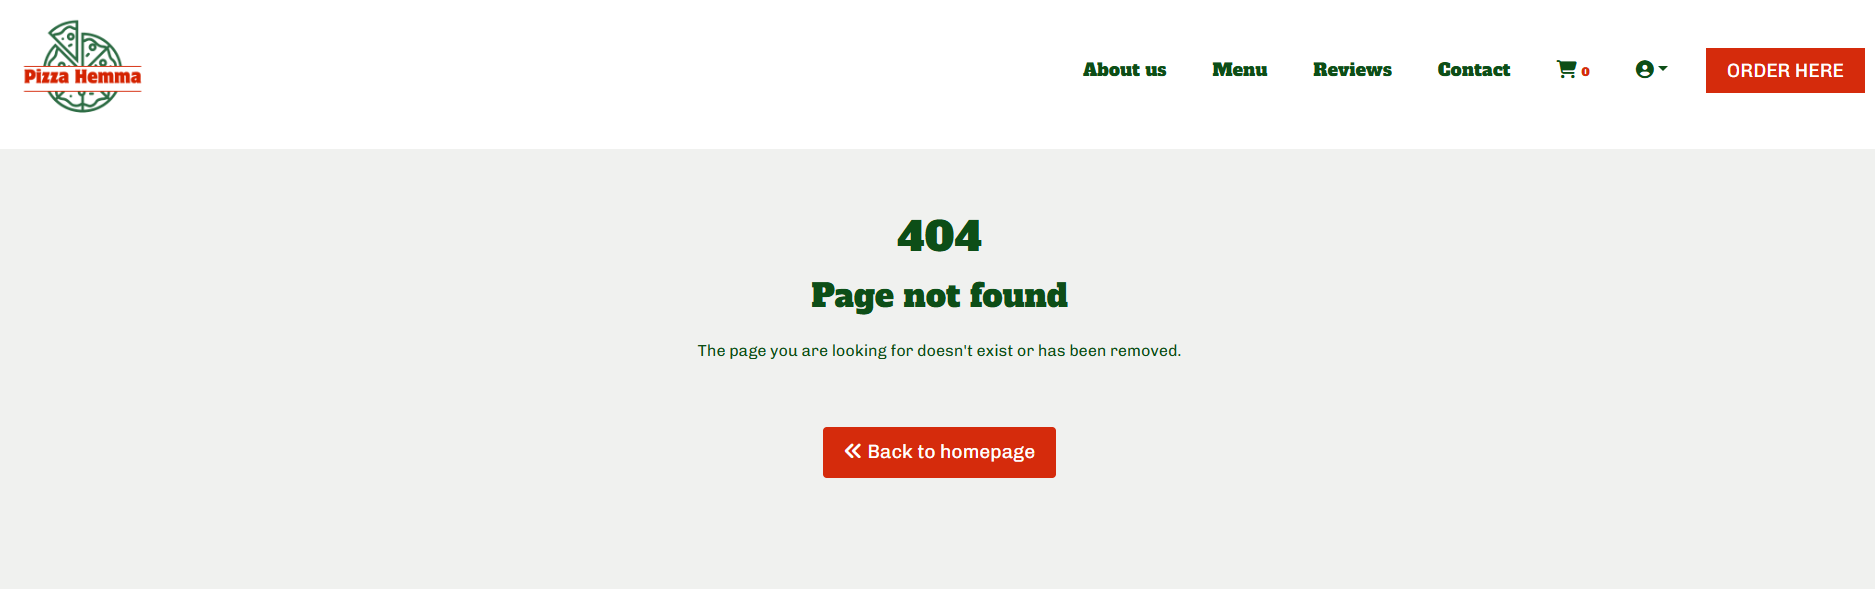 Pizza Hemma
About us
Menu
Reviews
Contact
0
ORDER HERE
404
Page not found
The page you are looking for doesn't exist or has been removed.
Back to homepage